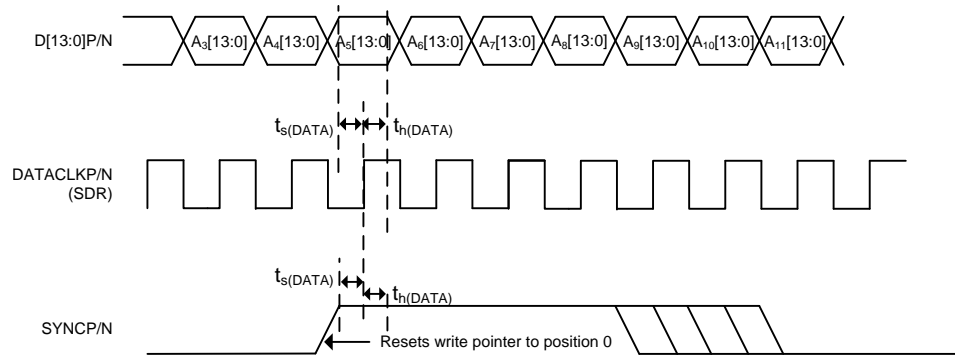 D[13:0]P/N
A3[13:0] A4[13:0] A5[13:0] A6[13:0] A7[13:0] A8[13:0] A9[13:0] A10[13:0] A11[13:0]
ts(DATA) th(DATA)
DATACLKP/N
(SDR)
ts(DATA)
th(DATA)
SYNCP/N
Resets write pointer to position 0